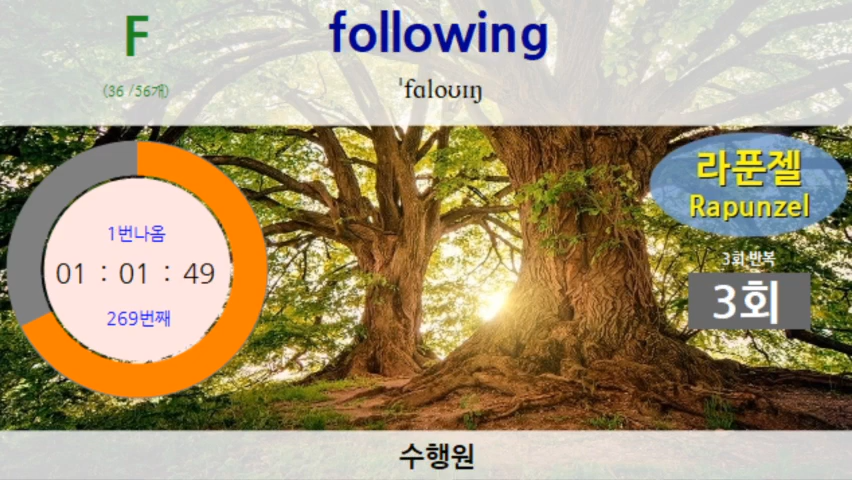 F
following
(36 /56개)
ˈfɑloʊɪŋ
라푼젤
Rapunzel
1번나옴
01 : 01 : 49
269번째
3회 반복
3회
수행원